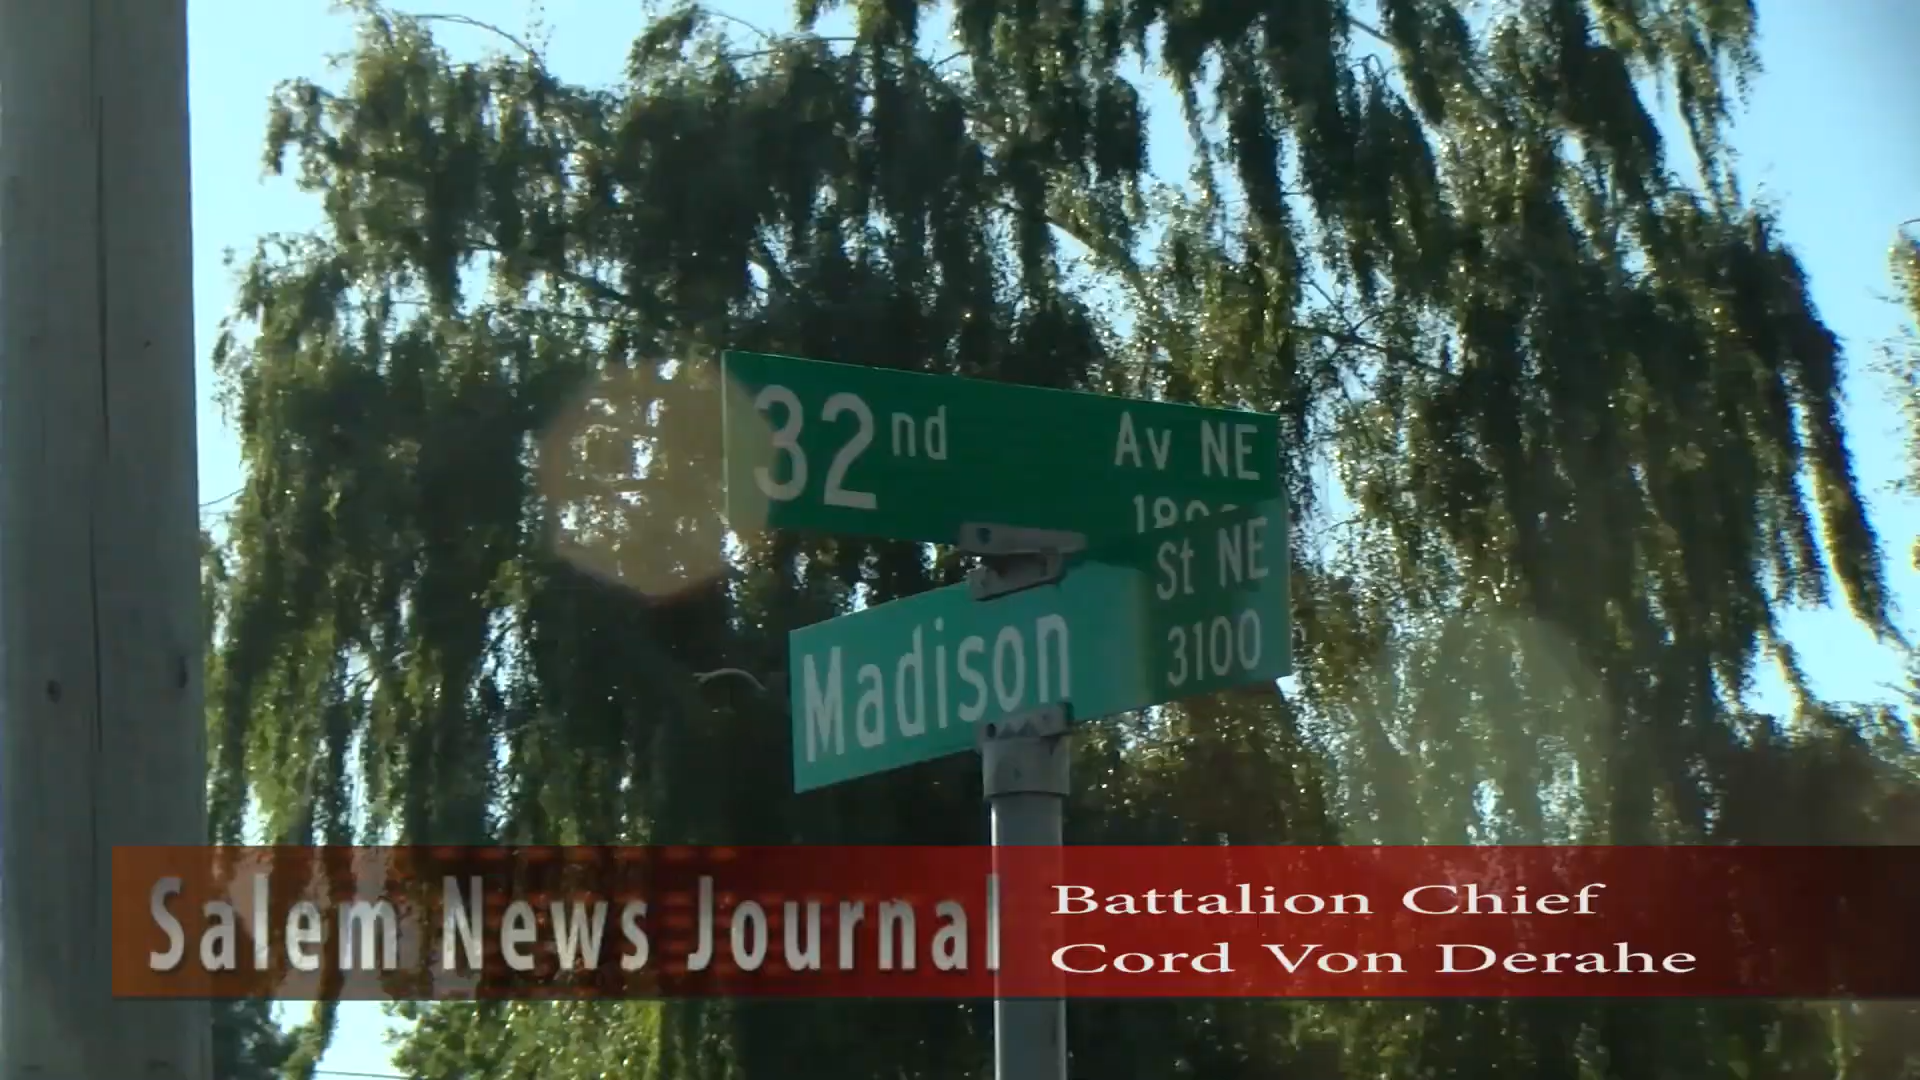 32nd Av NE
St NE
Madison 3100
Salem News Journal
Battalion Chief
Cord Von Derahe